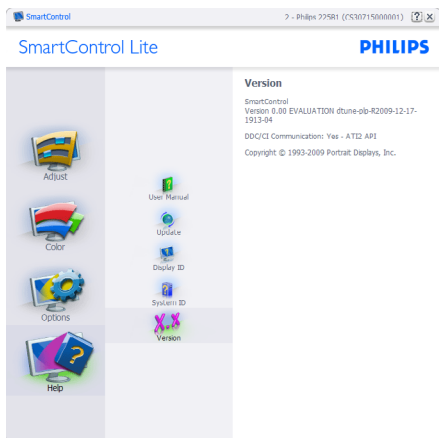 SmartControl
2 - Philips 225B1 (CS30715000001)
SmartControl Lite
PHILIPS
Adjust
Color
Options
Help
User Manual
Update
Display ID
System ID
X.X
Version
Version
SmartControl
Version 0.00 EVALUATION dtune-plp-R2009-12-17-
1913-04
DDC/CI Communication: Yes - ATI2 API
Copyright © 1993-2009 Portrait Displays, Inc.